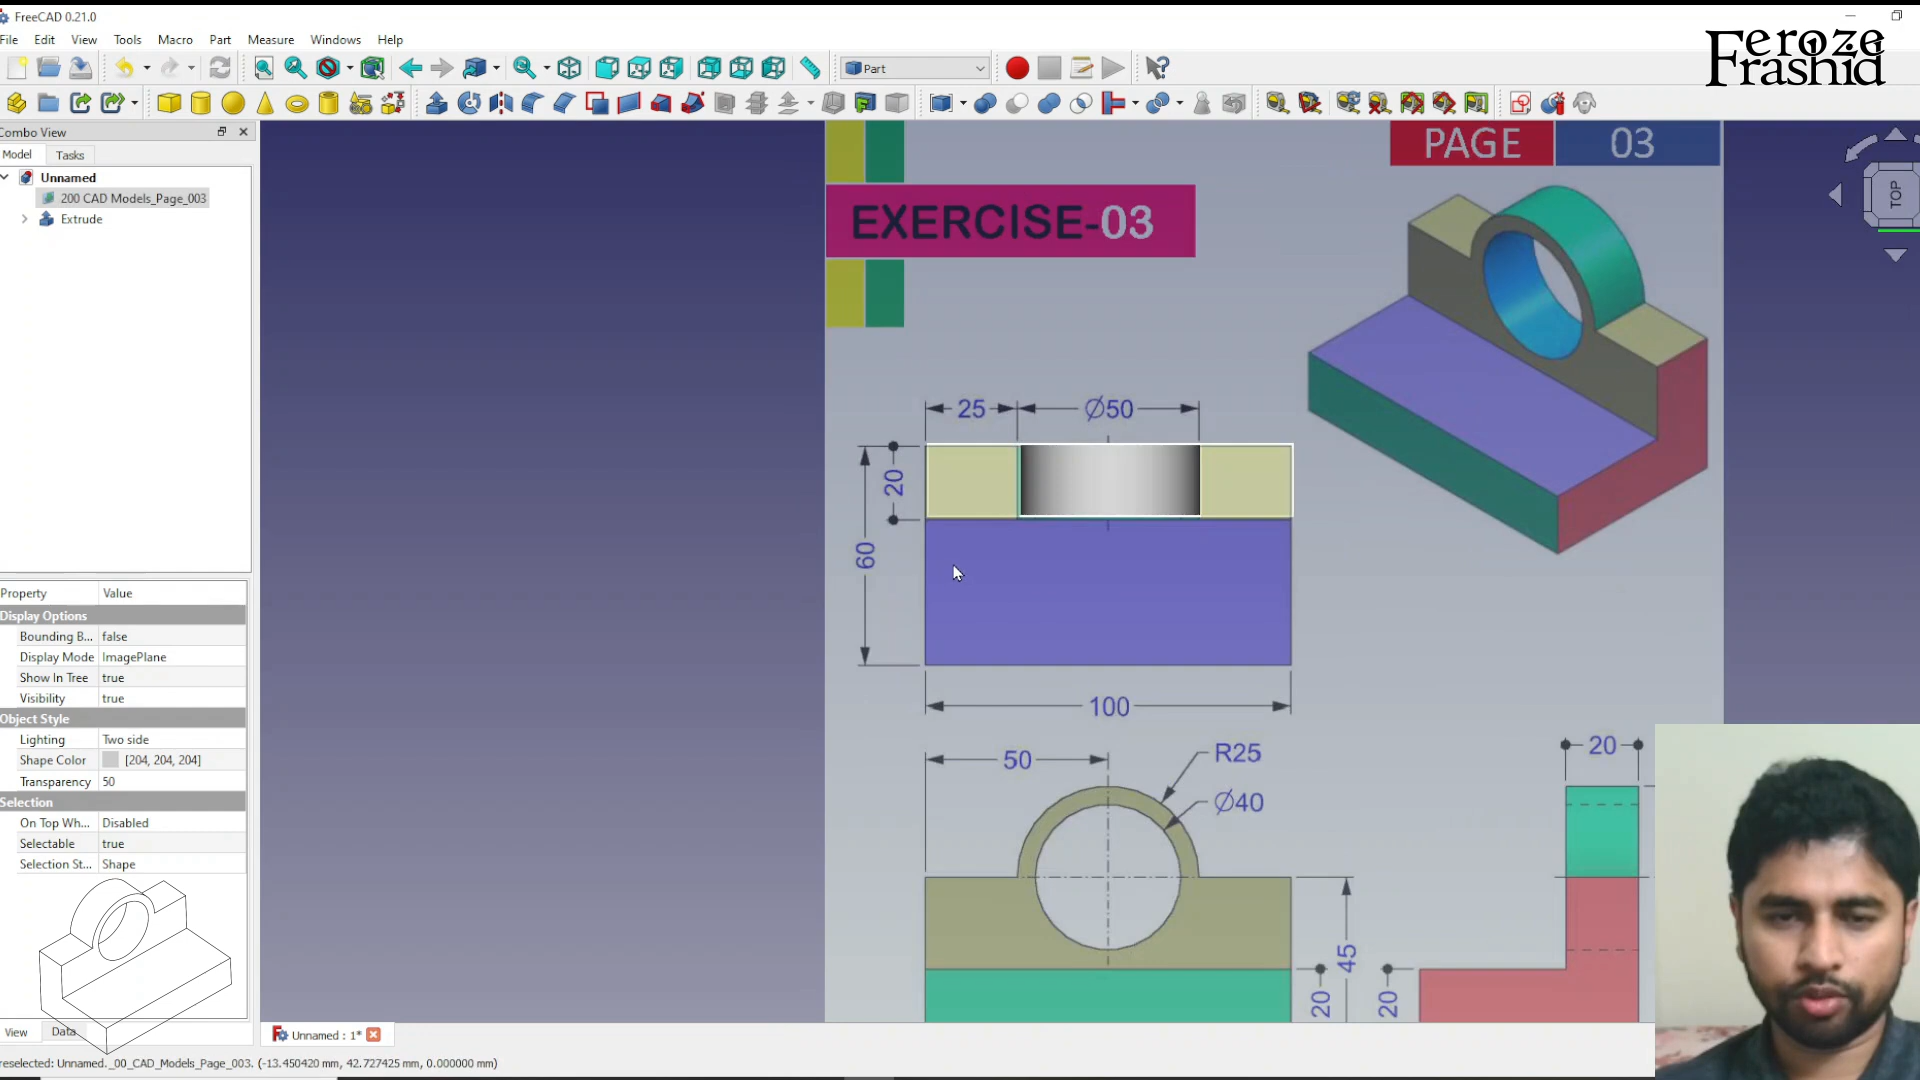 FreeCAD 0.21.0
File Edit View Tools Macro Part Measure Windows Help
Feroze
Frashid
Part
Combo View
Model Tasks
Unnamed
200 CAD Models_Page_003
Extrude
PAGE 03
TOP
EXERCISE-03
25 Ø50
20
60
100
50 R25
Ø40
20
45
20 20
Property Value
Display Options
Bounding B... false
Display Mode ImagePlane
Show In Tree true
Visibility true
Object Style
Lighting Two side
Shape Color [204, 204, 204]
Transparency 50
Selection
On Top Wh... Disabled
Selectable true
Selection St... Shape
View Data
Unnamed : 1*
reselected: Unnamed._00_CAD_Models_Page_003. (-13.450420 mm, 42.727425 mm, 0.000000 mm)